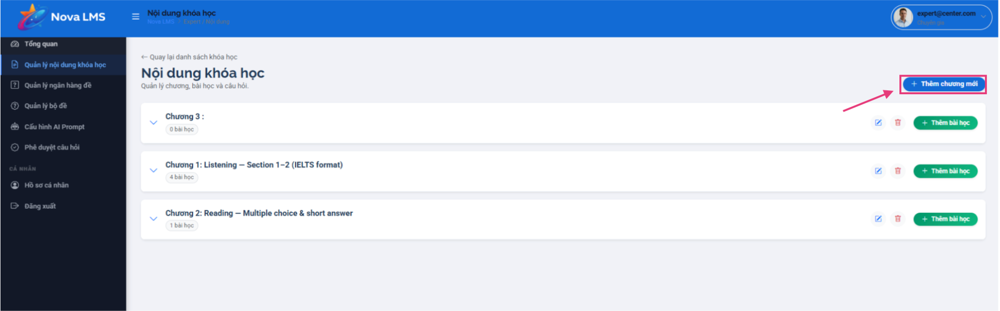 Nova LMS
Nội dung khóa học
Nova LMS > Expert / Nội dung
expert@center.com
Chuyên gia
Tổng quan
Quản lý nội dung khóa học
Quản lý ngân hàng đề
Quản lý bộ đề
Cấu hình AI Prompt
Phê duyệt câu hỏi
CÁ NHÂN
Hồ sơ cá nhân
Đăng xuất
← Quay lại danh sách khóa học
Nội dung khóa học
Quản lý chương, bài học và câu hỏi.
+ Thêm chương mới
Chương 3 :
0 bài học
+ Thêm bài học
Chương 1: Listening — Section 1–2 (IELTS format)
4 bài học
+ Thêm bài học
Chương 2: Reading — Multiple choice & short answer
1 bài học
+ Thêm bài học